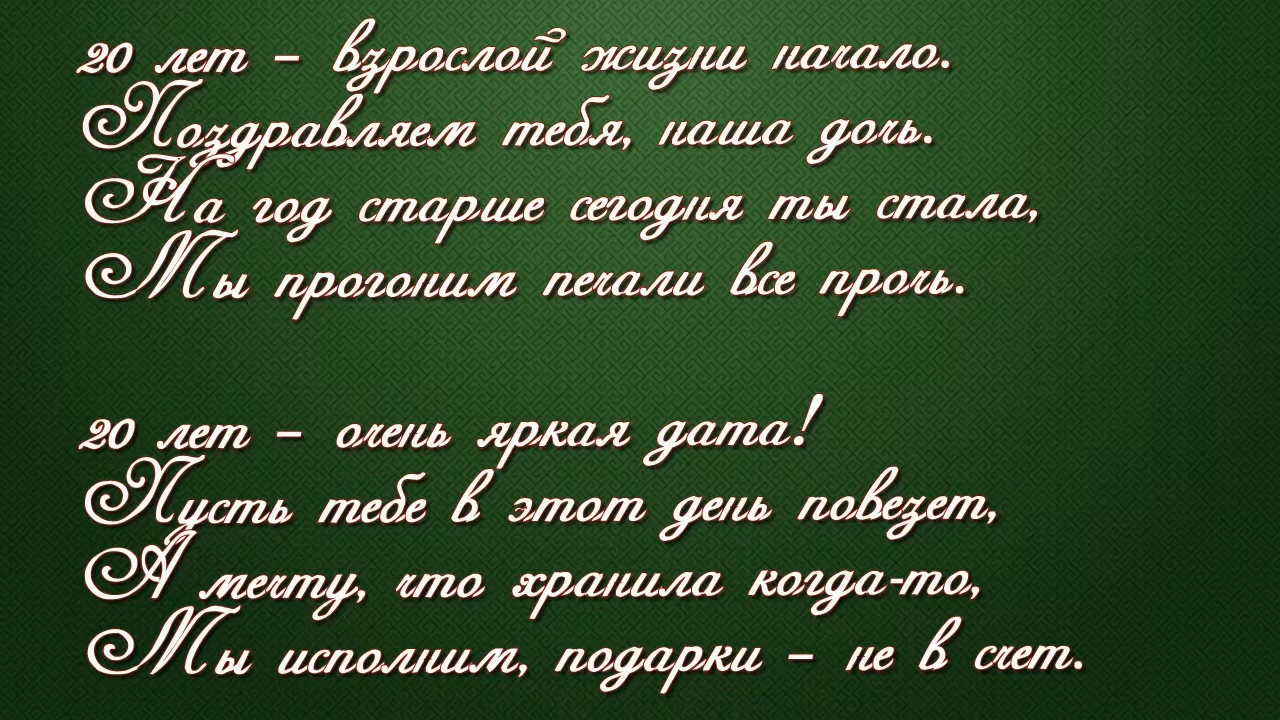 20 лет – взрослой жизни начало.
Поздравляем тебя, наша дочь.
На год старше сегодня ты стала,
Мы прогоним печали все прочь.
20 лет – очень яркая дата!
Пусть тебе в этот день повезет,
А мечту, что хранила когда-то,
Мы исполним, подарки – не в счет.